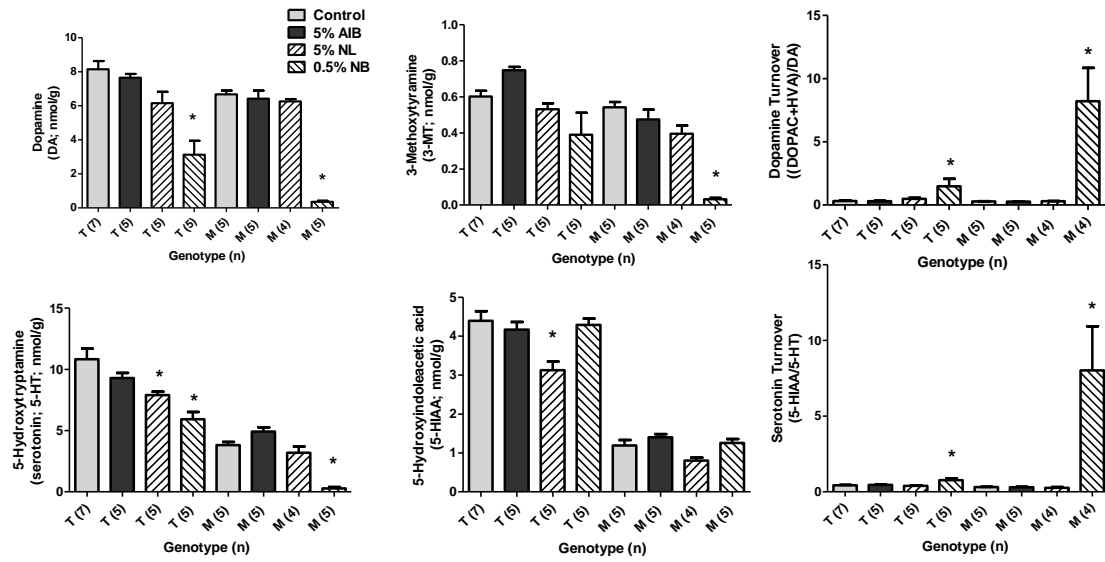 Control
5% AIB
5% NL
0.5% NB
Dopamine
(DA; nmol/g)
10
8
6
4
2
0
*
*
T (7)
T (5)
T (5)
T (5)
M (5)
M (5)
M (4)
M (5)
Genotype (n)
3-Methoxytyramine
(3-MT; nmol/g)
1.0
0.8
0.6
0.4
0.2
0.0
*
T (7)
T (5)
T (5)
T (5)
M (5)
M (5)
M (4)
M (5)
Genotype (n)
Dopamine Turnover
((DOPAC+HVA)/DA)
15
10
5
0
*
*
T (7)
T (5)
T (5)
T (5)
M (5)
M (5)
M (4)
M (4)
Genotype (n)
5-Hydroxytryptamine
(serotonin; 5-HT; nmol/g)
15
10
5
0
*
*
*
T (7)
T (5)
T (5)
T (5)
M (5)
M (5)
M (4)
M (5)
Genotype (n)
5-Hydroxyindoleacetic acid
(5-HIAA; nmol/g)
5
4
3
2
1
0
*
T (7)
T (5)
T (5)
T (5)
M (5)
M (5)
M (4)
M (5)
Genotype (n)
Serotonin Turnover
(5-HIAA/5-HT)
15
10
5
0
*
*
T (7)
T (5)
T (5)
T (5)
M (5)
M (5)
M (4)
M (4)
Genotype (n)